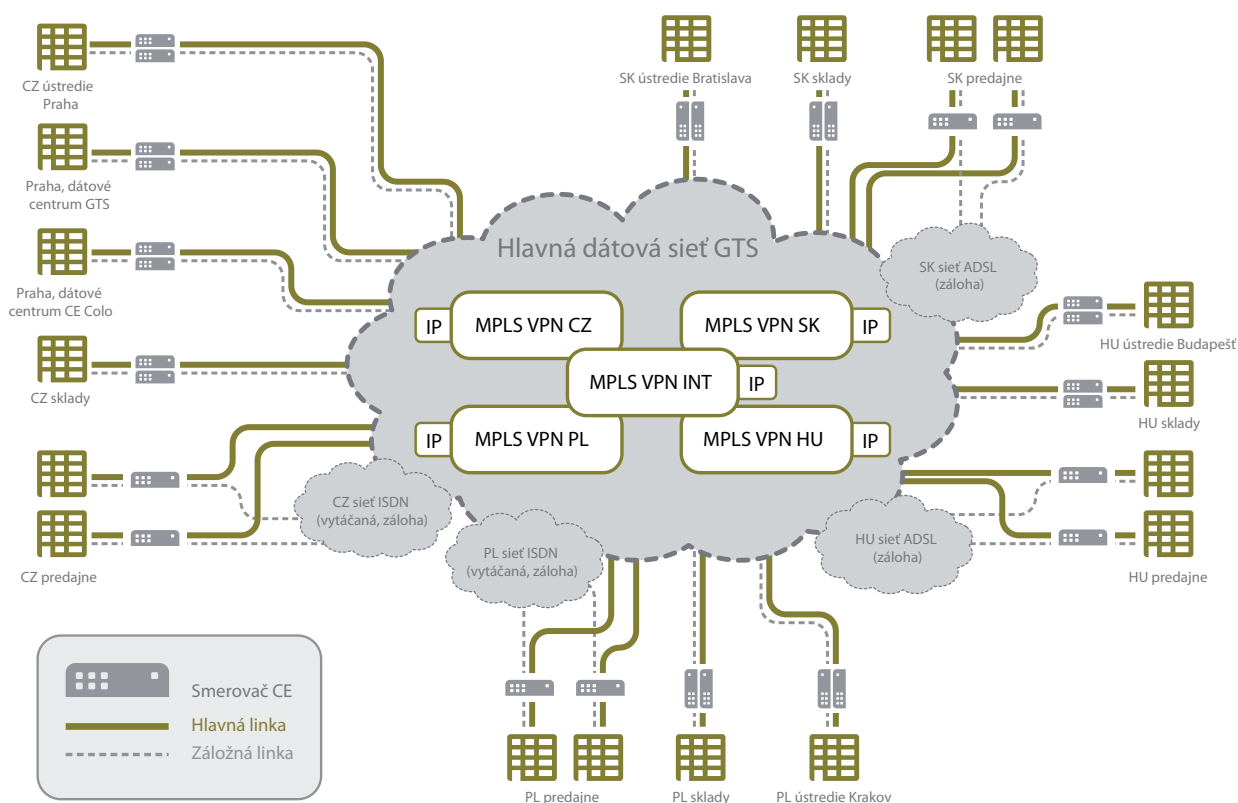 SK ústredie Bratislava
SK sklady
SK predajne
CZ ústredie
Praha
Praha, dátové
centrum GTS
Praha, dátové
centrum CE Colo
CZ sklady
CZ predajne
Hlavná dátová sieť GTS
SK sieť ADSL
(záloha)
IP
MPLS VPN CZ
MPLS VPN SK
IP
MPLS VPN INT
IP
IP
MPLS VPN PL
MPLS VPN HU
IP
HU ústredie Budapešť
HU sklady
HU predajne
CZ sieť ISDN
(vytáčaná, záloha)
PL sieť ISDN
(vytáčaná, záloha)
HU sieť ADSL
(záloha)
Smerovač CE
Hlavná linka
Záložná linka
PL predajne
PL sklady
PL ústredie Krakov